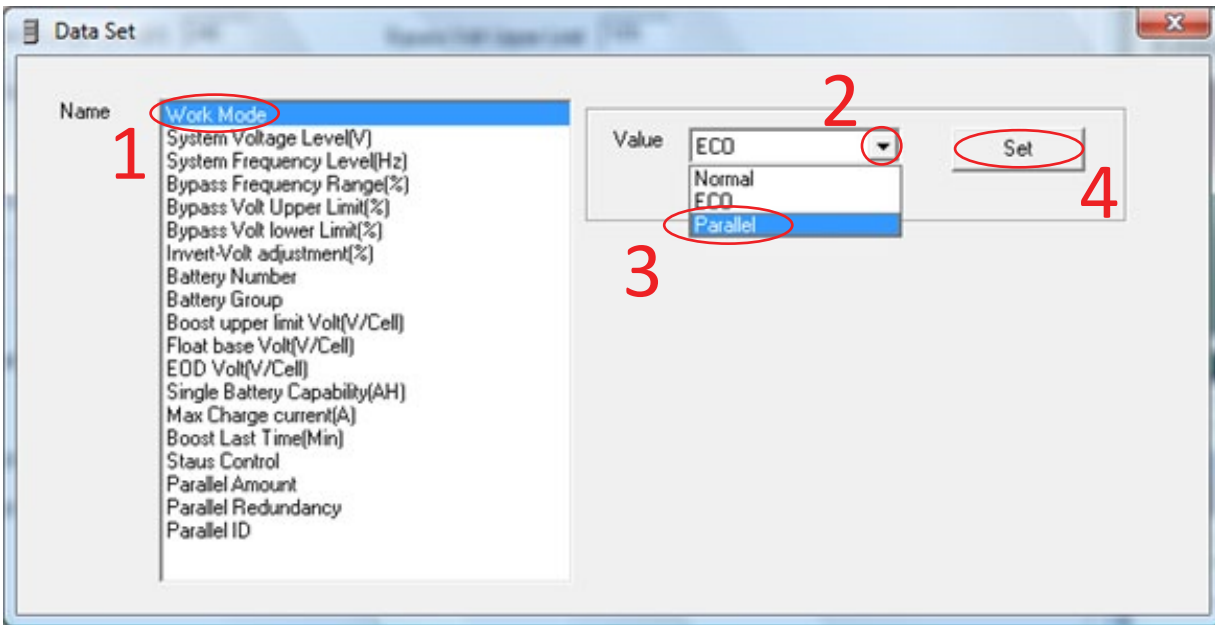 Data Set
Name
Work Mode
System Voltage Level(V)
System Frequency Level(Hz)
Bypass Frequency Range(%)
Bypass Volt Upper Limit(%)
Bypass Volt lower Limit(%)
Invert-Volt adjustment(%)
Battery Number
Battery Group
Boost upper limit Volt(V/Cell)
Float base Volt(V/Cell)
EOD Volt(V/Cell)
Single Battery Capability(AH)
Max Charge current(A)
Boost Last Time(Min)
Staus Control
Parallel Amount
Parallel Redundancy
Parallel ID
1
Value
ECO
Normal
ECO
Parallel
2
3
Set
4